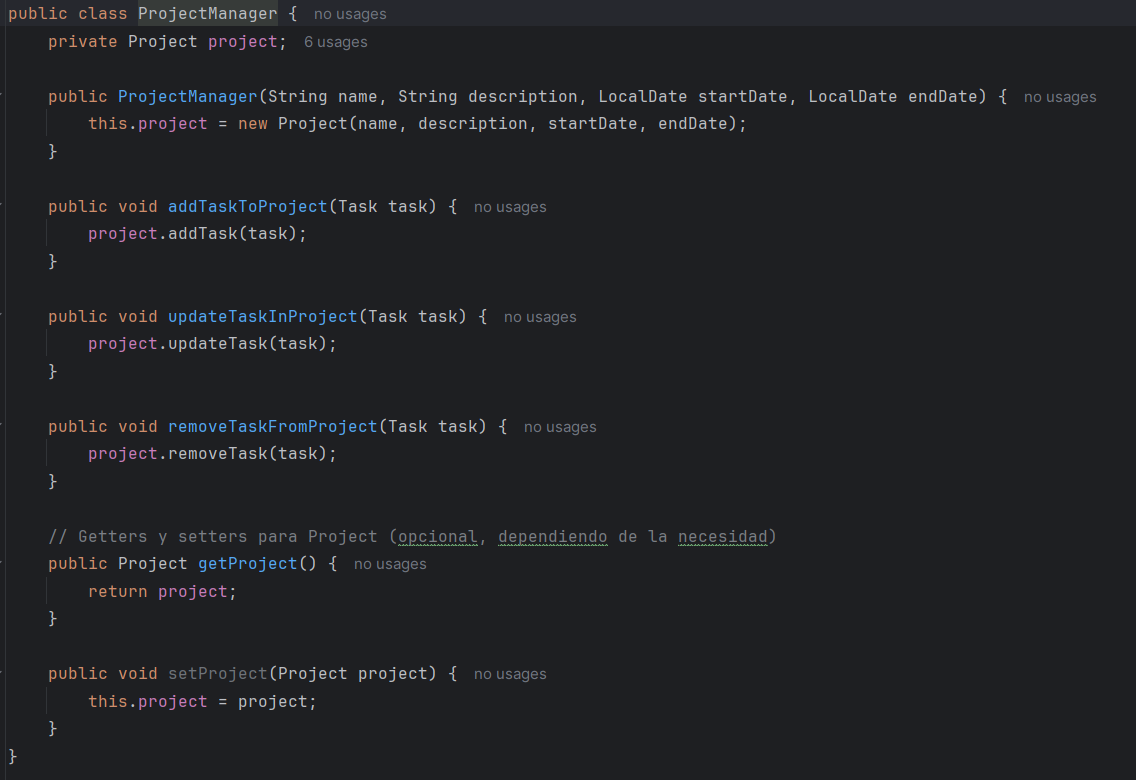 public class ProjectManager { no usages
private Project project; 6 usages
public ProjectManager(String name, String description, LocalDate startDate, LocalDate endDate) { no usages
this.project = new Project(name, description, startDate, endDate);
}
public void addTaskToProject(Task task) { no usages
project.addTask(task);
}
public void updateTaskInProject(Task task) { no usages
project.updateTask(task);
}
public void removeTaskFromProject(Task task) { no usages
project.removeTask(task);
}
// Getters y setters para Project (opcional, dependiendo de la necesidad)
public Project getProject() { no usages
return project;
}
public void setProject(Project project) { no usages
this.project = project;
}
}